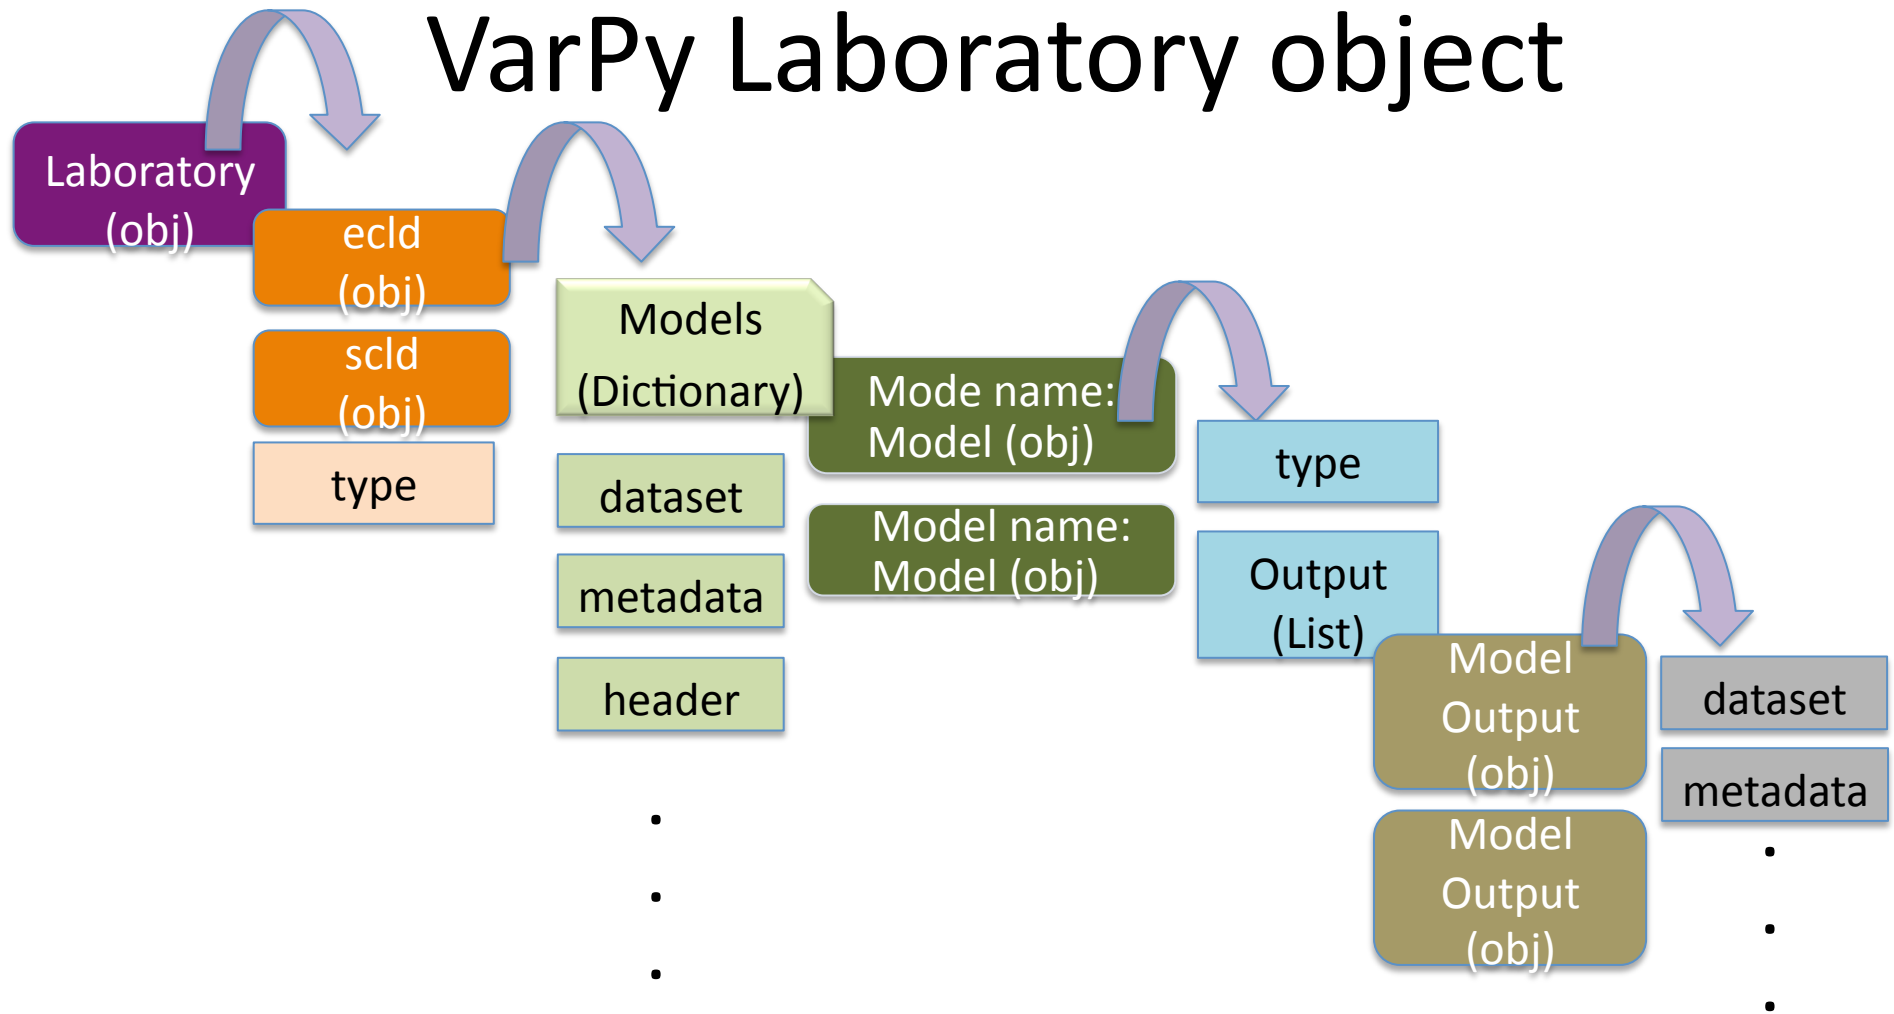 VarPy Laboratory object
Laboratory
(obj)
ecld
(obj)
scld
(obj)
type
Models
(Dictionary)
dataset
metadata
header
.
.
.
Mode name:
Model (obj)
Model name:
Model (obj)
type
Output
(List)
Model
Output
(obj)
Model
Output
(obj)
dataset
metadata
.
.
.